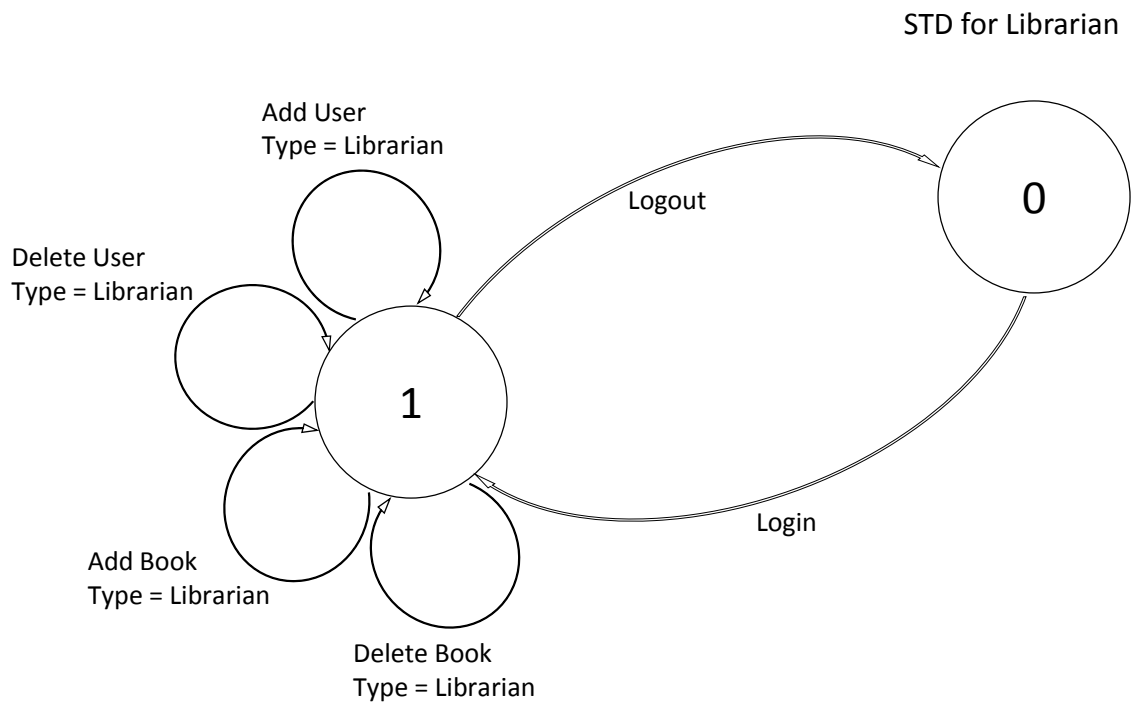 STD for Librarian
Add User
Type = Librarian
0
Logout
Delete User
Type = Librarian
1
Login
Add Book
Type = Librarian
Delete Book
Type = Librarian